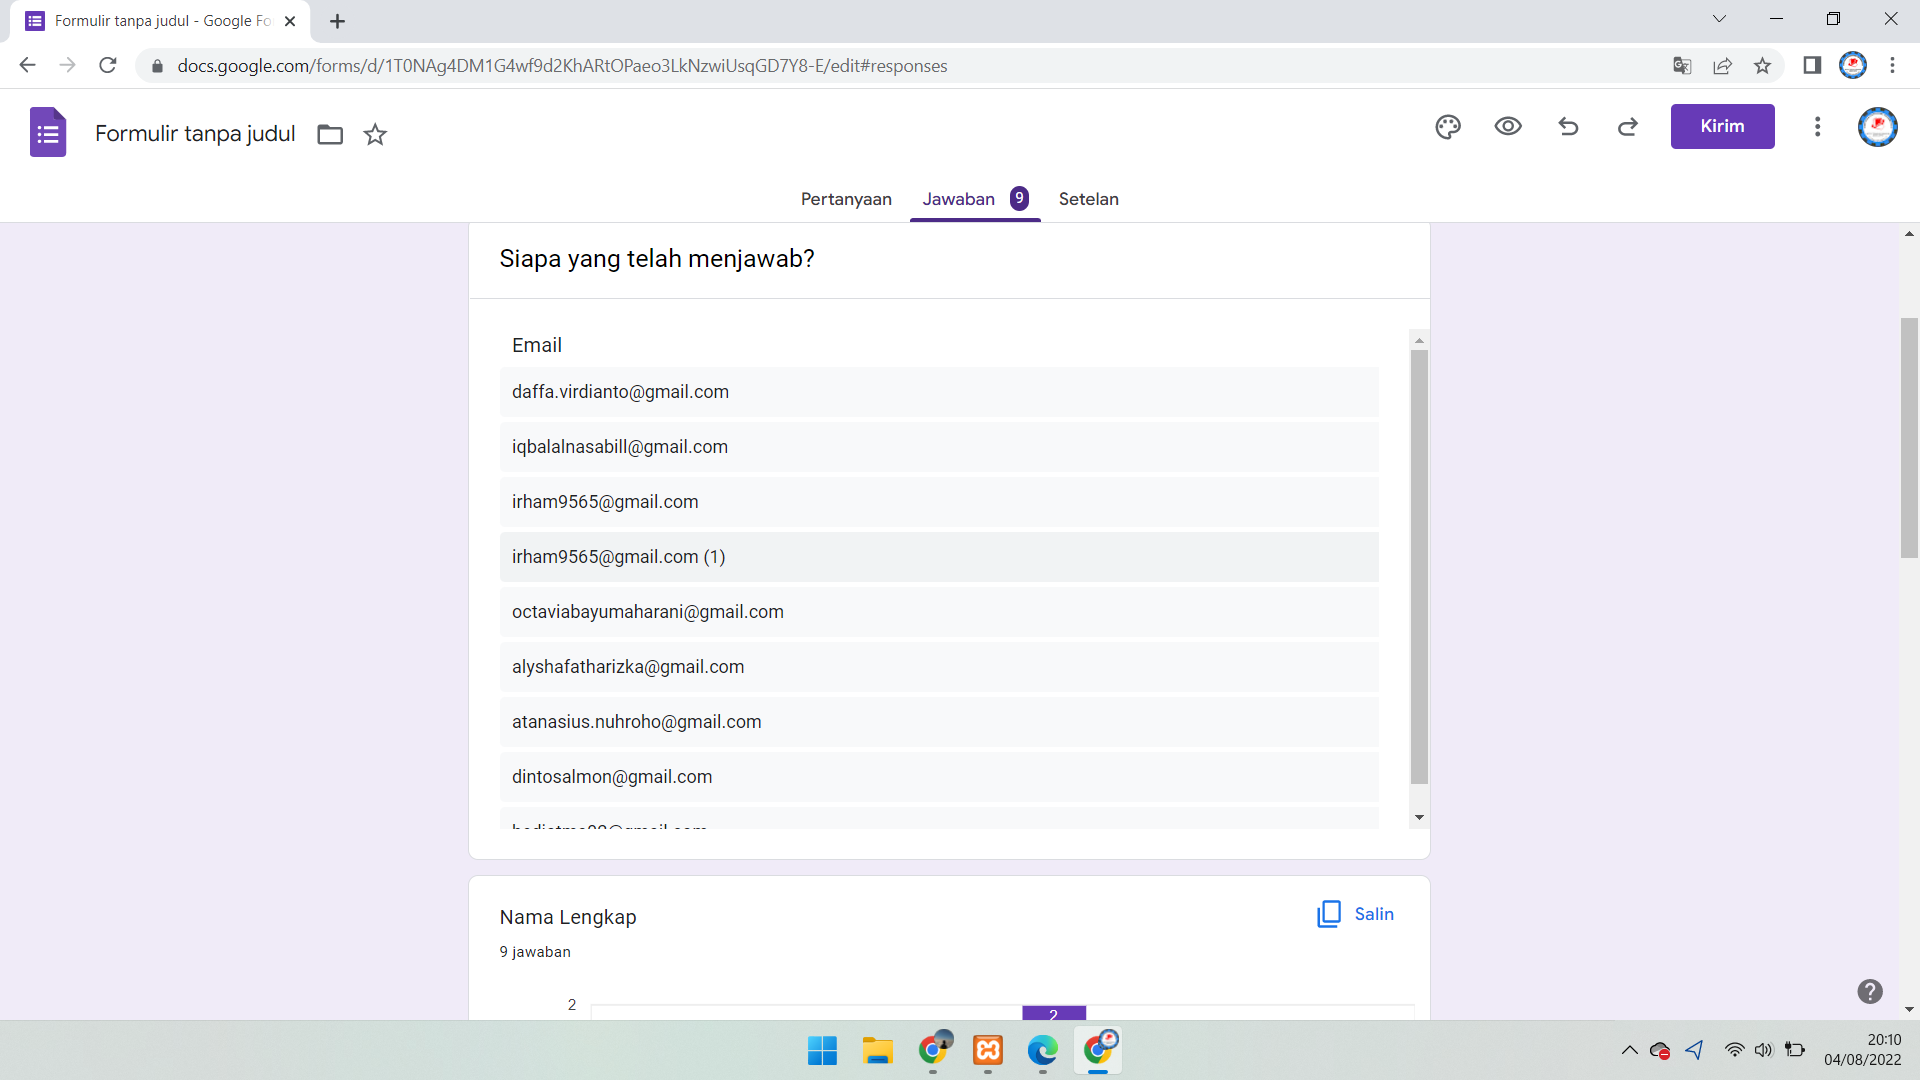 Formulir tanpa judul - Google Fo
docs.google.com/forms/d/1T0NAg4DM1G4wf9d2KhARtOPaeo3LkNzwiUsqGD7Y8-E/edit#responses
Formulir tanpa judul
Kirim
Pertanyaan
Jawaban 9
Setelan
Siapa yang telah menjawab?
Email
daffa.virdianto@gmail.com
iqbalalnasabill@gmail.com
irham9565@gmail.com
irham9565@gmail.com (1)
octaviabayumaharani@gmail.com
alyshafatharizka@gmail.com
atanasius.nuhroho@gmail.com
dintosalmon@gmail.com
Nama Lengkap
Salin
9 jawaban
2
2
20:10
04/08/2022